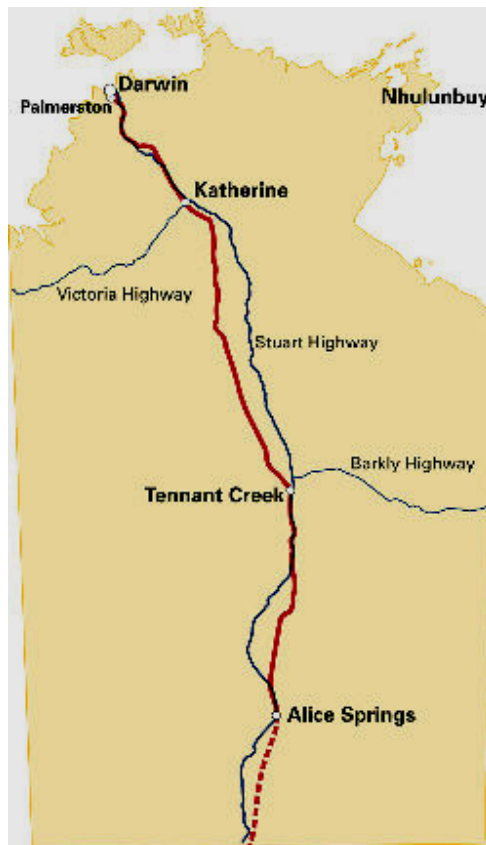 Darwin
Nhulunbuy
Palmerston
Katherine
Victoria Highway
Stuart Highway
Barkly Highway
Tennant Creek
Alice Springs